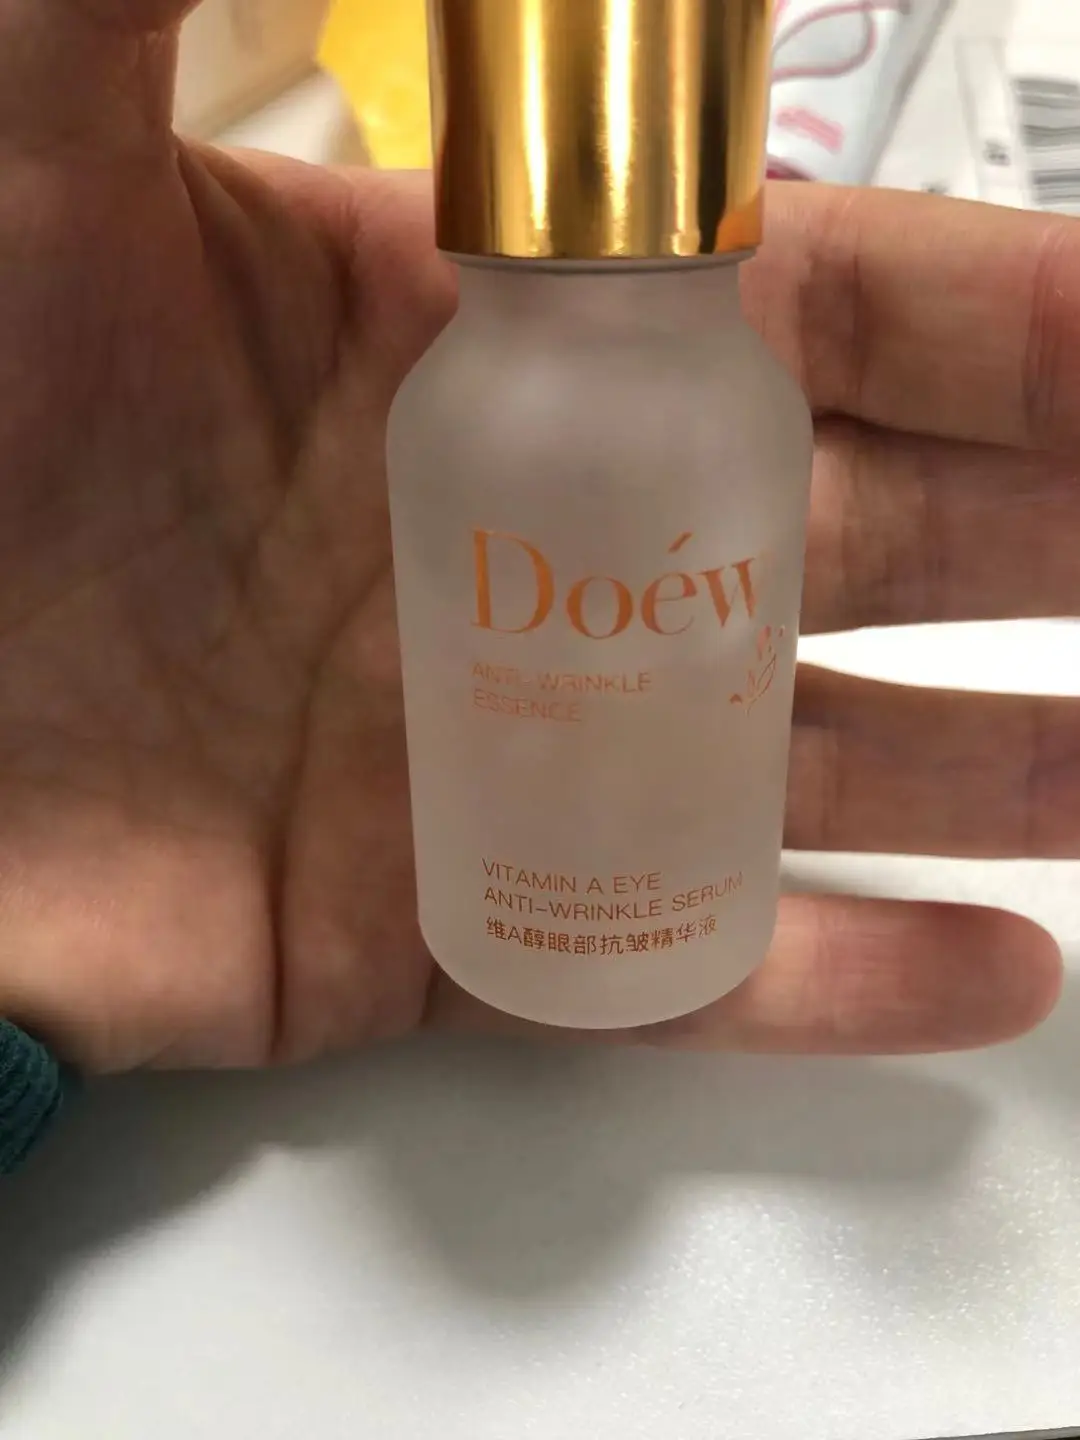 Doéw
ANTI-WRINKLE
ESSENCE
VITAMIN A EYE
ANTI-WRINKLE SERUM
维A醇眼部抗皱精华液